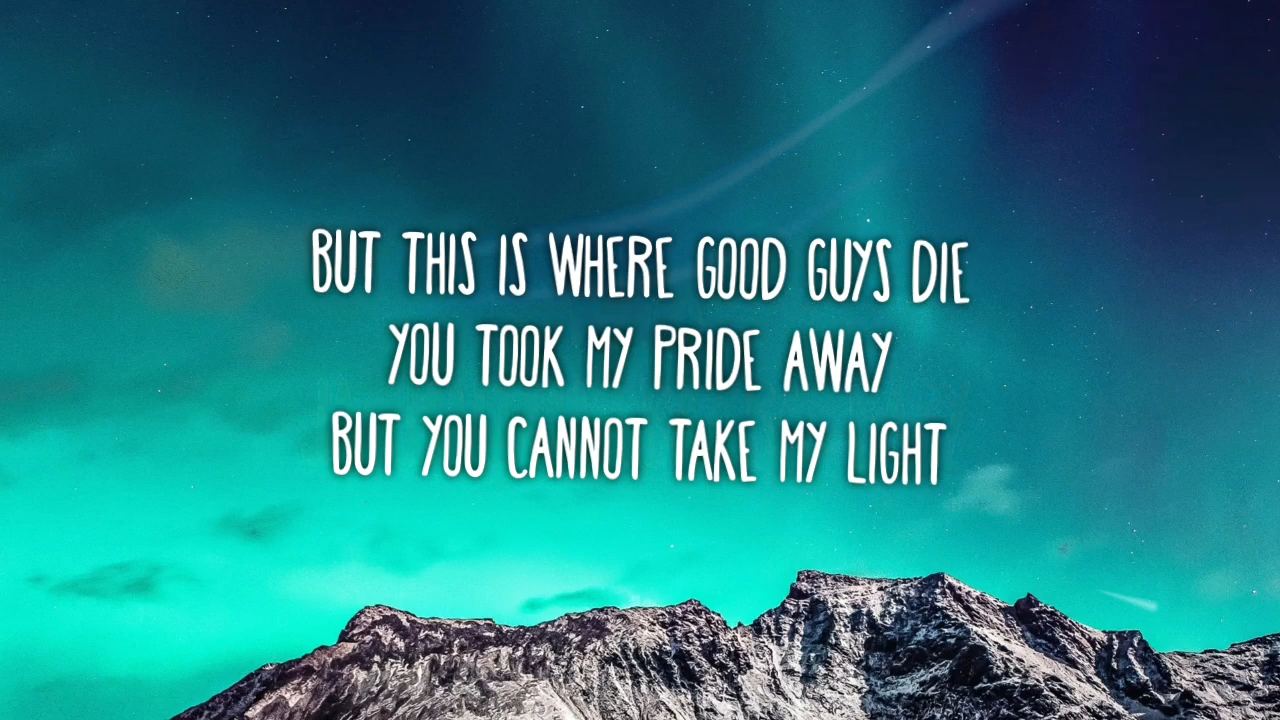 BUT THIS IS WHERE GOOD GUYS DIE
YOU TOOK MY PRIDE AWAY
BUT YOU CANNOT TAKE MY LIGHT